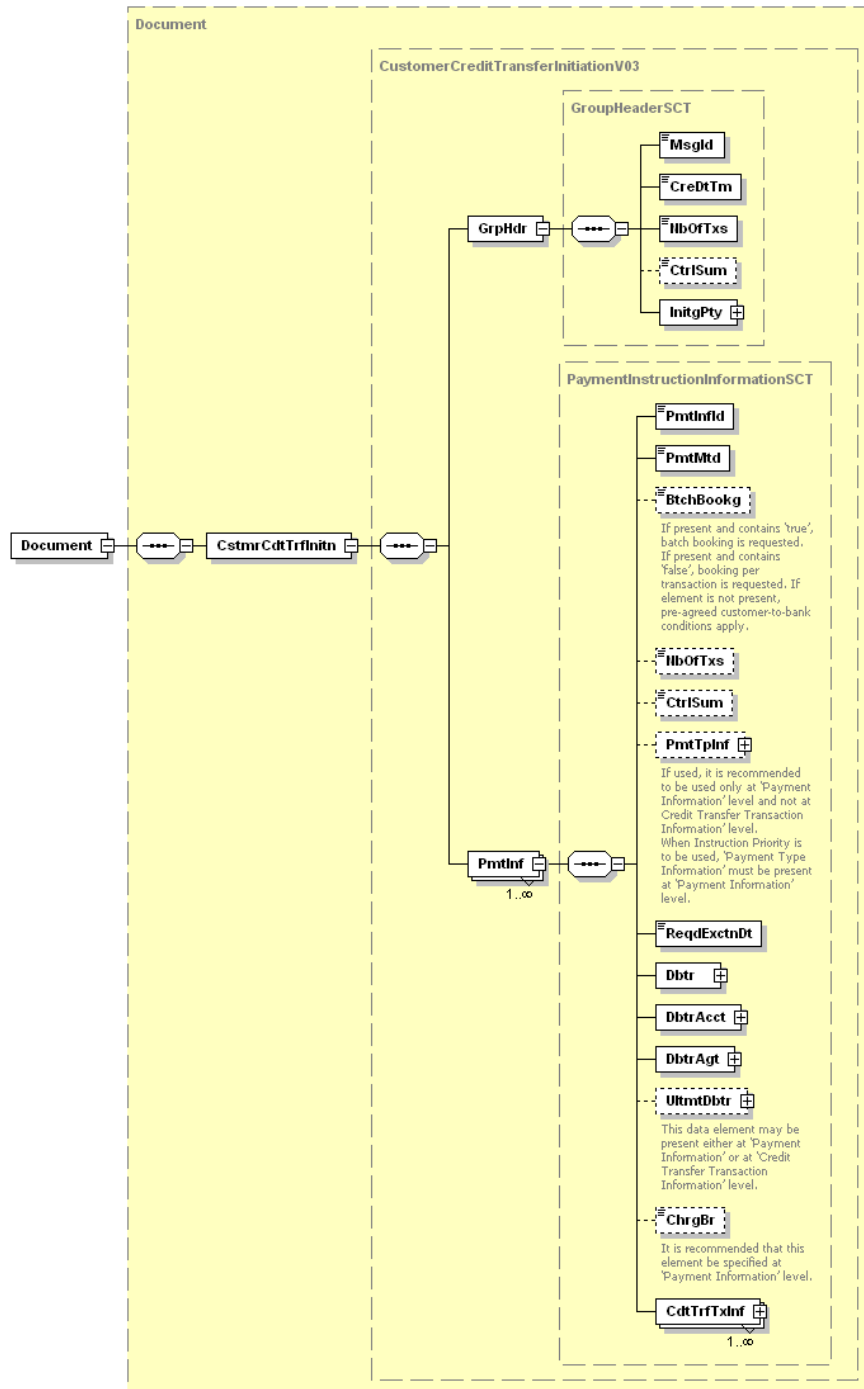 Document
CustomerCreditTransferInitiationV03
GroupHeaderSCT
MsgId
CreDtTm
GrpHdr
NbOfTxs
CtrlSum
InitgPty
PaymentInstructionInformationSCT
PmtInfId
PmtMtd
BtchBookg
If present and contains 'true',
batch booking is requested.
If present and contains
'false', booking per
transaction is requested. If
element is not present,
pre-agreed customer-to-bank
conditions apply.
Document
CstmrCdtTrfInitn
NbOfTxs
CtrlSum
PmtTpInf
If used, it is recommended
to be used only at 'Payment
Information' level and not at
Credit Transfer Transaction
Information' level.
When Instruction Priority is
to be used, 'Payment Type
Information' must be present
at 'Payment Information'
level.
PmtInf
1..∞
ReqdExctnDt
Dbtr
DbtrAcct
DbtrAgt
UltmtDbtr
This data element may be
present either at 'Payment
Information' or at 'Credit
Transfer Transaction
Information' level.
ChrgBr
It is recommended that this
element be specified at
'Payment Information' level.
CdtTrfTxInf
1..∞